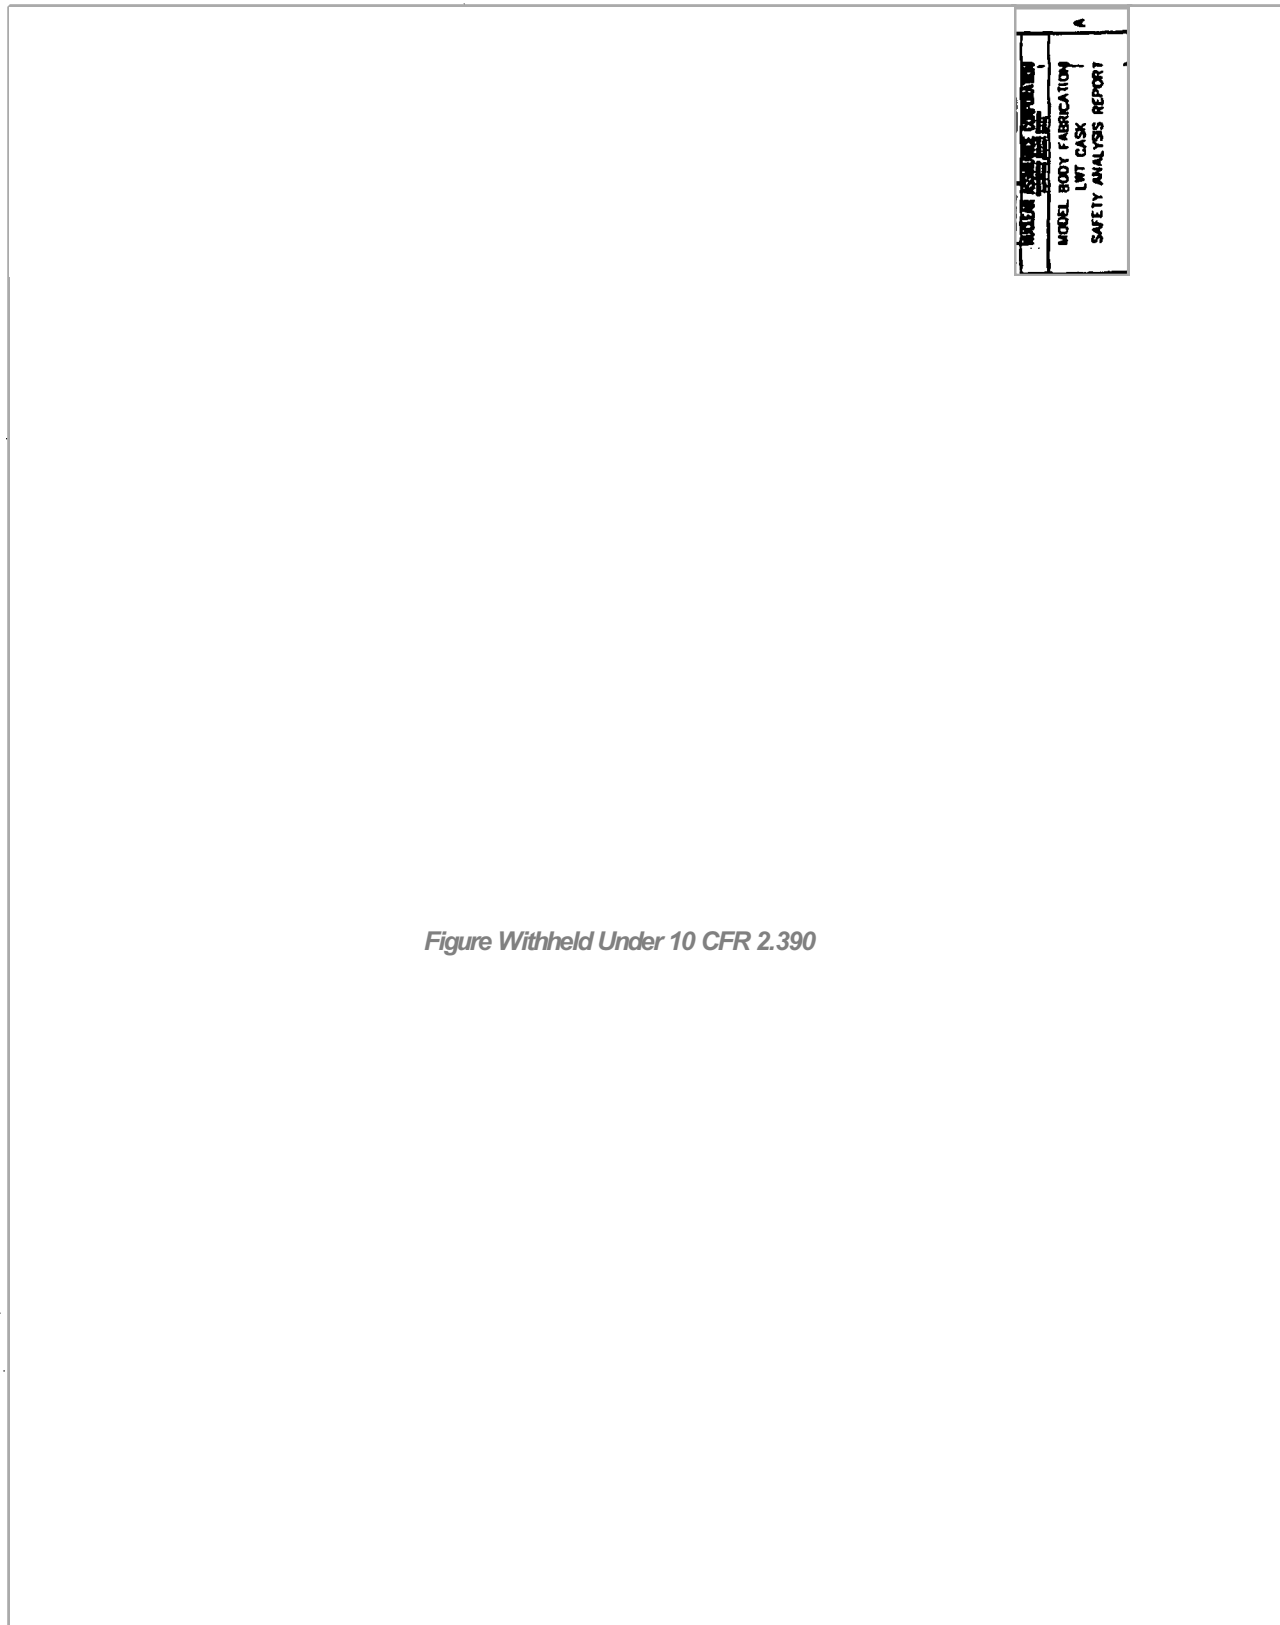 A
NUCLEAR ASSURANCE CORPORATION
MODEL BODY FABRICATION
LWT CASK
SAFETY ANALYSIS REPORT
Figure Withheld Under 10 CFR 2.390